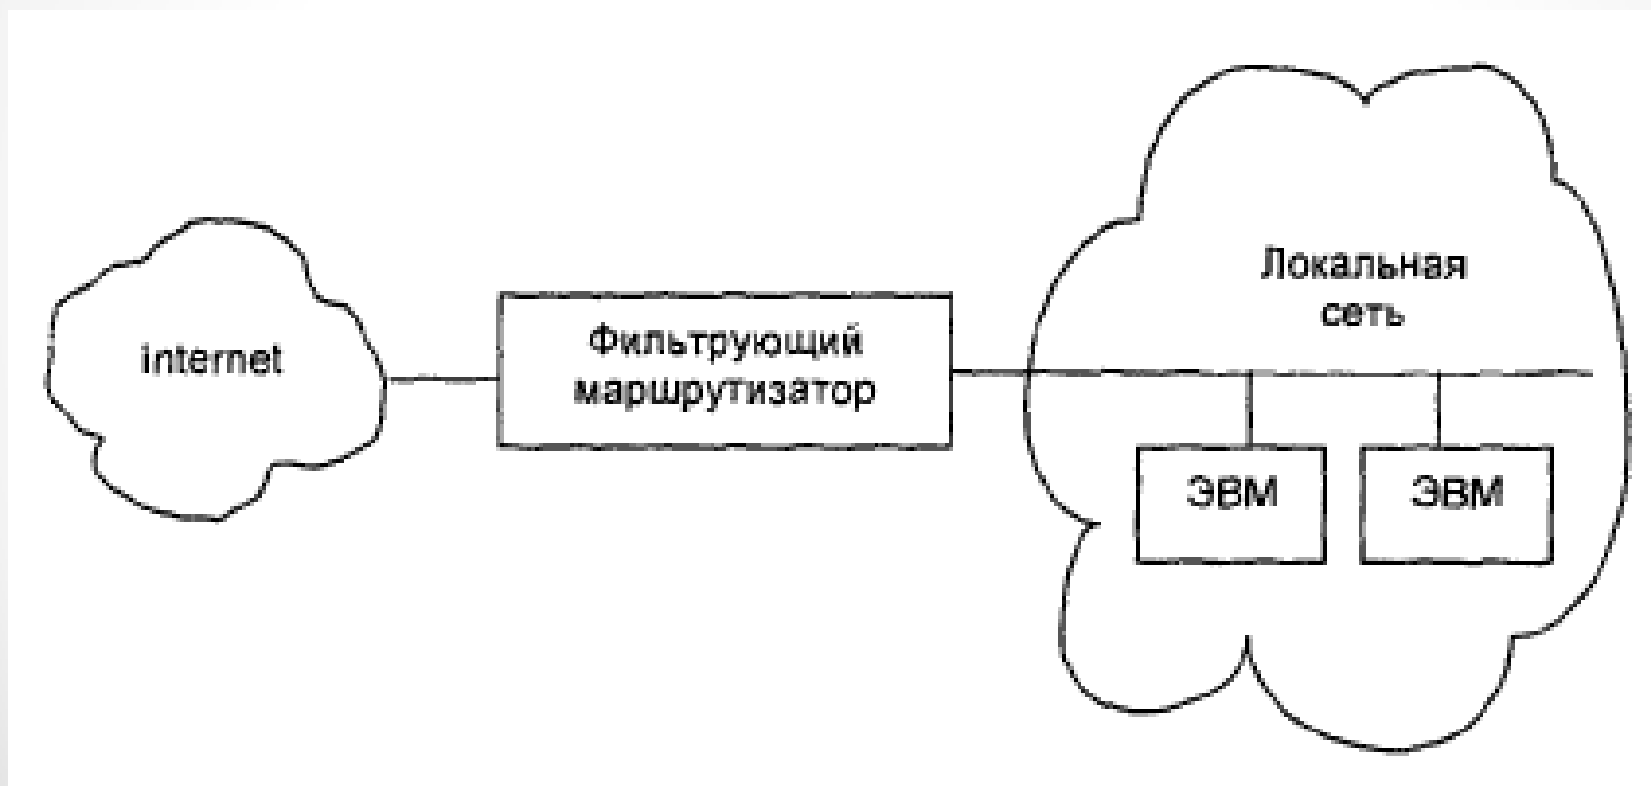 internet
Фильтрующий
маршрутизатор
Локальная
сеть
ЭВМ
ЭВМ